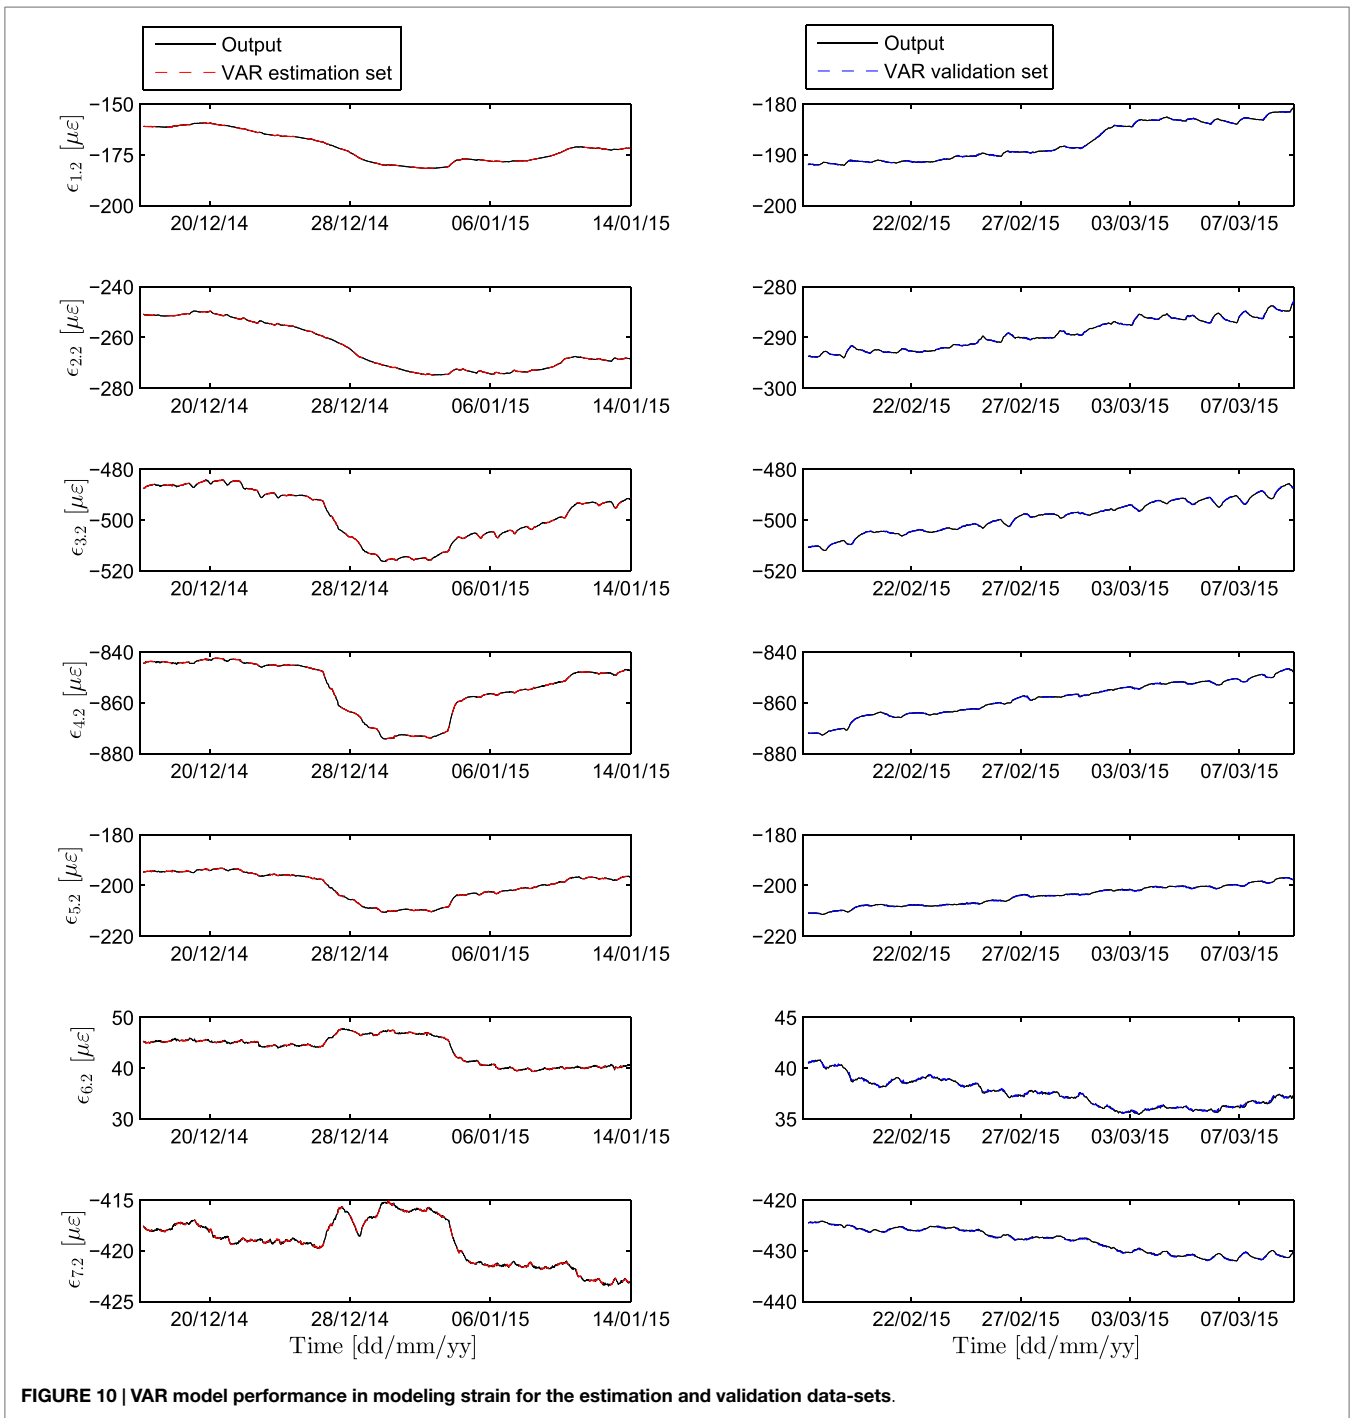 Output
VAR estimation set
Output
VAR validation set
−150
−175
−200
ϵ1.2 [με]
20/12/14 28/12/14 06/01/15 14/01/15
−180
−190
−200
22/02/15 27/02/15 03/03/15 07/03/15
−240
−260
−280
ϵ2.2 [με]
20/12/14 28/12/14 06/01/15 14/01/15
−280
−290
−300
22/02/15 27/02/15 03/03/15 07/03/15
−480
−500
−520
ϵ3.2 [με]
20/12/14 28/12/14 06/01/15 14/01/15
−480
−500
−520
22/02/15 27/02/15 03/03/15 07/03/15
−840
−860
−880
ϵ4.2 [με]
20/12/14 28/12/14 06/01/15 14/01/15
−840
−860
−880
22/02/15 27/02/15 03/03/15 07/03/15
−180
−200
−220
ϵ5.2 [με]
20/12/14 28/12/14 06/01/15 14/01/15
−180
−200
−220
22/02/15 27/02/15 03/03/15 07/03/15
50
40
30
ϵ6.2 [με]
20/12/14 28/12/14 06/01/15 14/01/15
45
40
35
22/02/15 27/02/15 03/03/15 07/03/15
−415
−420
−425
ϵ7.2 [με]
20/12/14 28/12/14 06/01/15 14/01/15
Time [dd/mm/yy]
−420
−430
−440
22/02/15 27/02/15 03/03/15 07/03/15
Time [dd/mm/yy]
FIGURE 10 | VAR model performance in modeling strain for the estimation and validation data-sets.